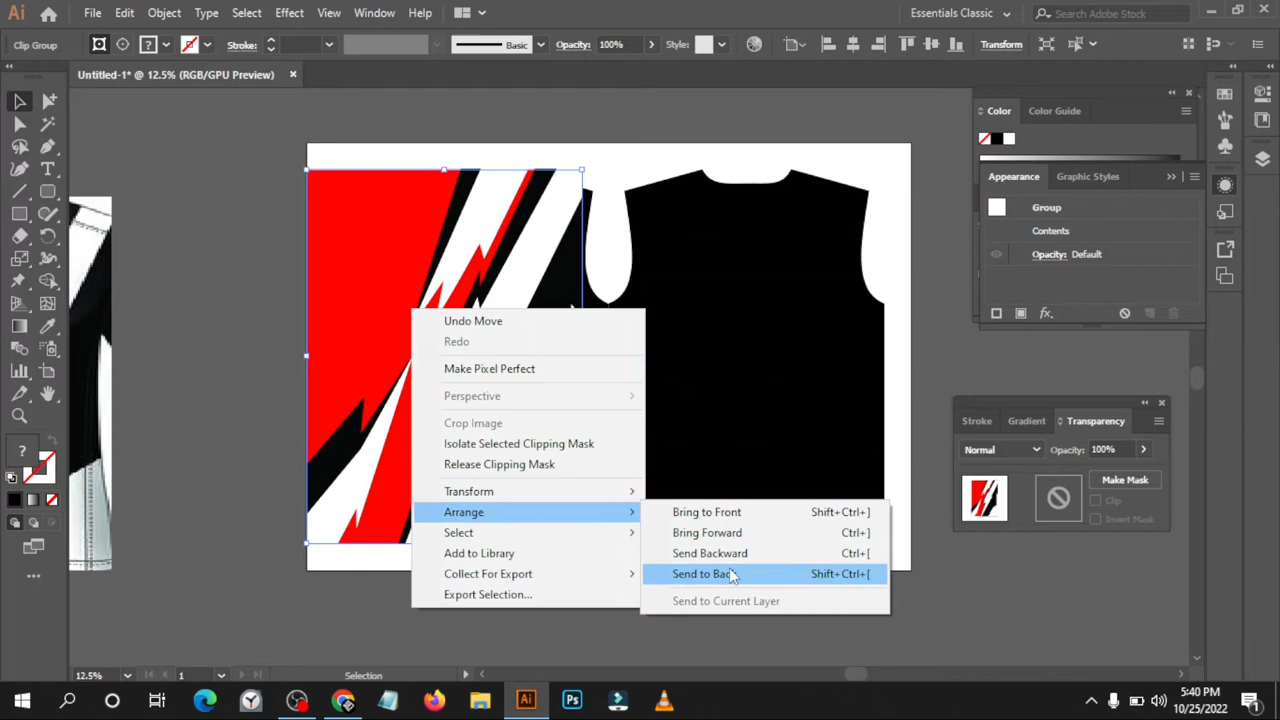 Ai File Edit Object Type Select Effect View Window Help Essentials Classic Search Adobe Stock
Clip Group ? Stroke: Basic Opacity: 100% Style: Transform
Untitled-1* @ 12.5% (RGB/GPU Preview)
Color Color Guide
Appearance Graphic Styles
Group
Contents
Opacity: Default
fx
Undo Move
Redo
Make Pixel Perfect
Perspective
Crop Image
Isolate Selected Clipping Mask
Release Clipping Mask
Transform
Arrange
Select
Add to Library
Collect For Export
Export Selection...
Bring to Front Shift+Ctrl+]
Bring Forward Ctrl+]
Send Backward Ctrl+[
Send to Back Shift+Ctrl+[
Send to Current Layer
Stroke Gradient Transparency
Normal Opacity: 100%
Make Mask
Clip
Invert Mask
?
12.5% 1 Selection
Ai Ps
5:40 PM
10/25/2022
1